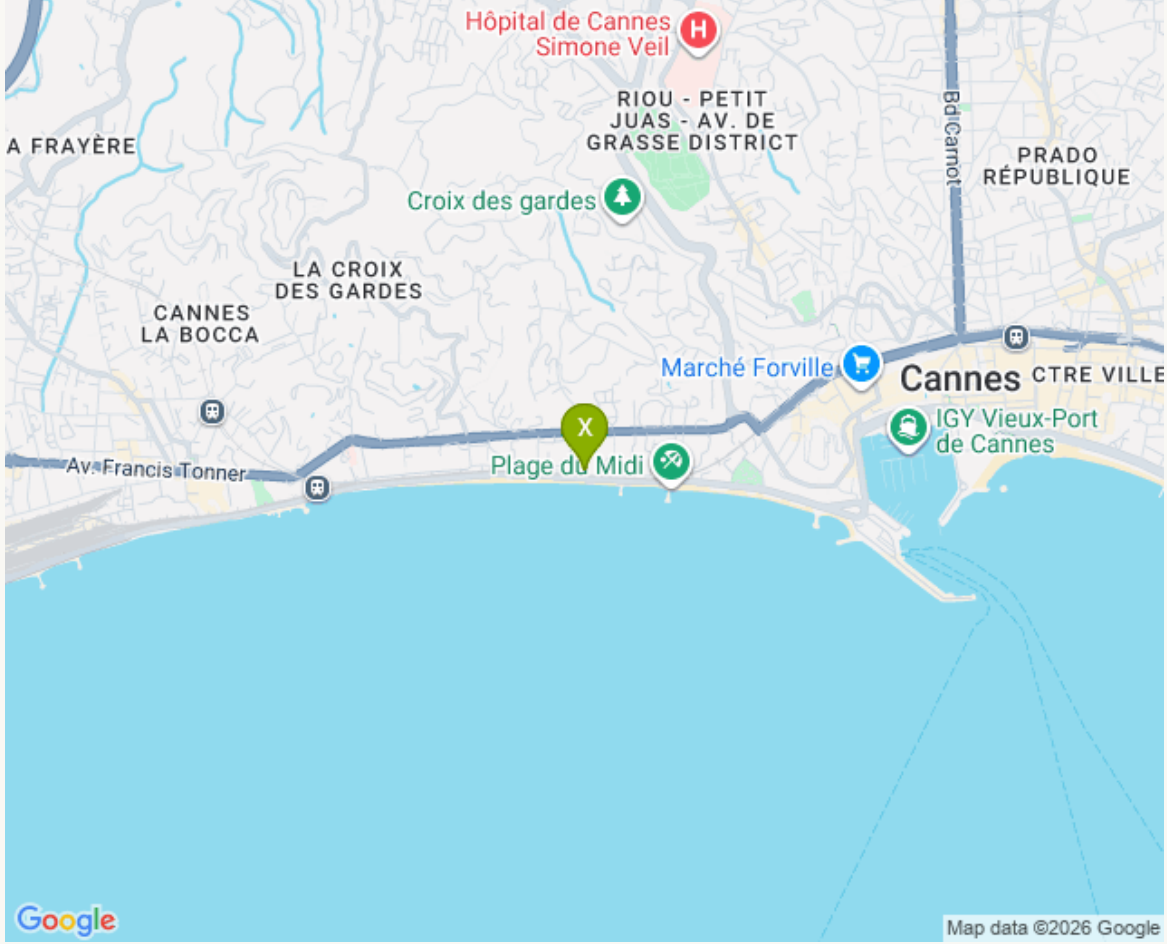 Hôpital de Cannes
Simone Veil
H
RIOU - PETIT
JUAS - AV. DE
GRASSE DISTRICT
Bd Carnot
A FRAYÈRE
PRADO
RÉPUBLIQUE
Croix des gardes
LA CROIX
DES GARDES
CANNES
LA BOCCA
Marché Forville
Cannes
CTRE VILLE
IGY Vieux-Port
de Cannes
X
Plage du Midi
Av. Francis Tonner
Google
Map data ©2026 Google